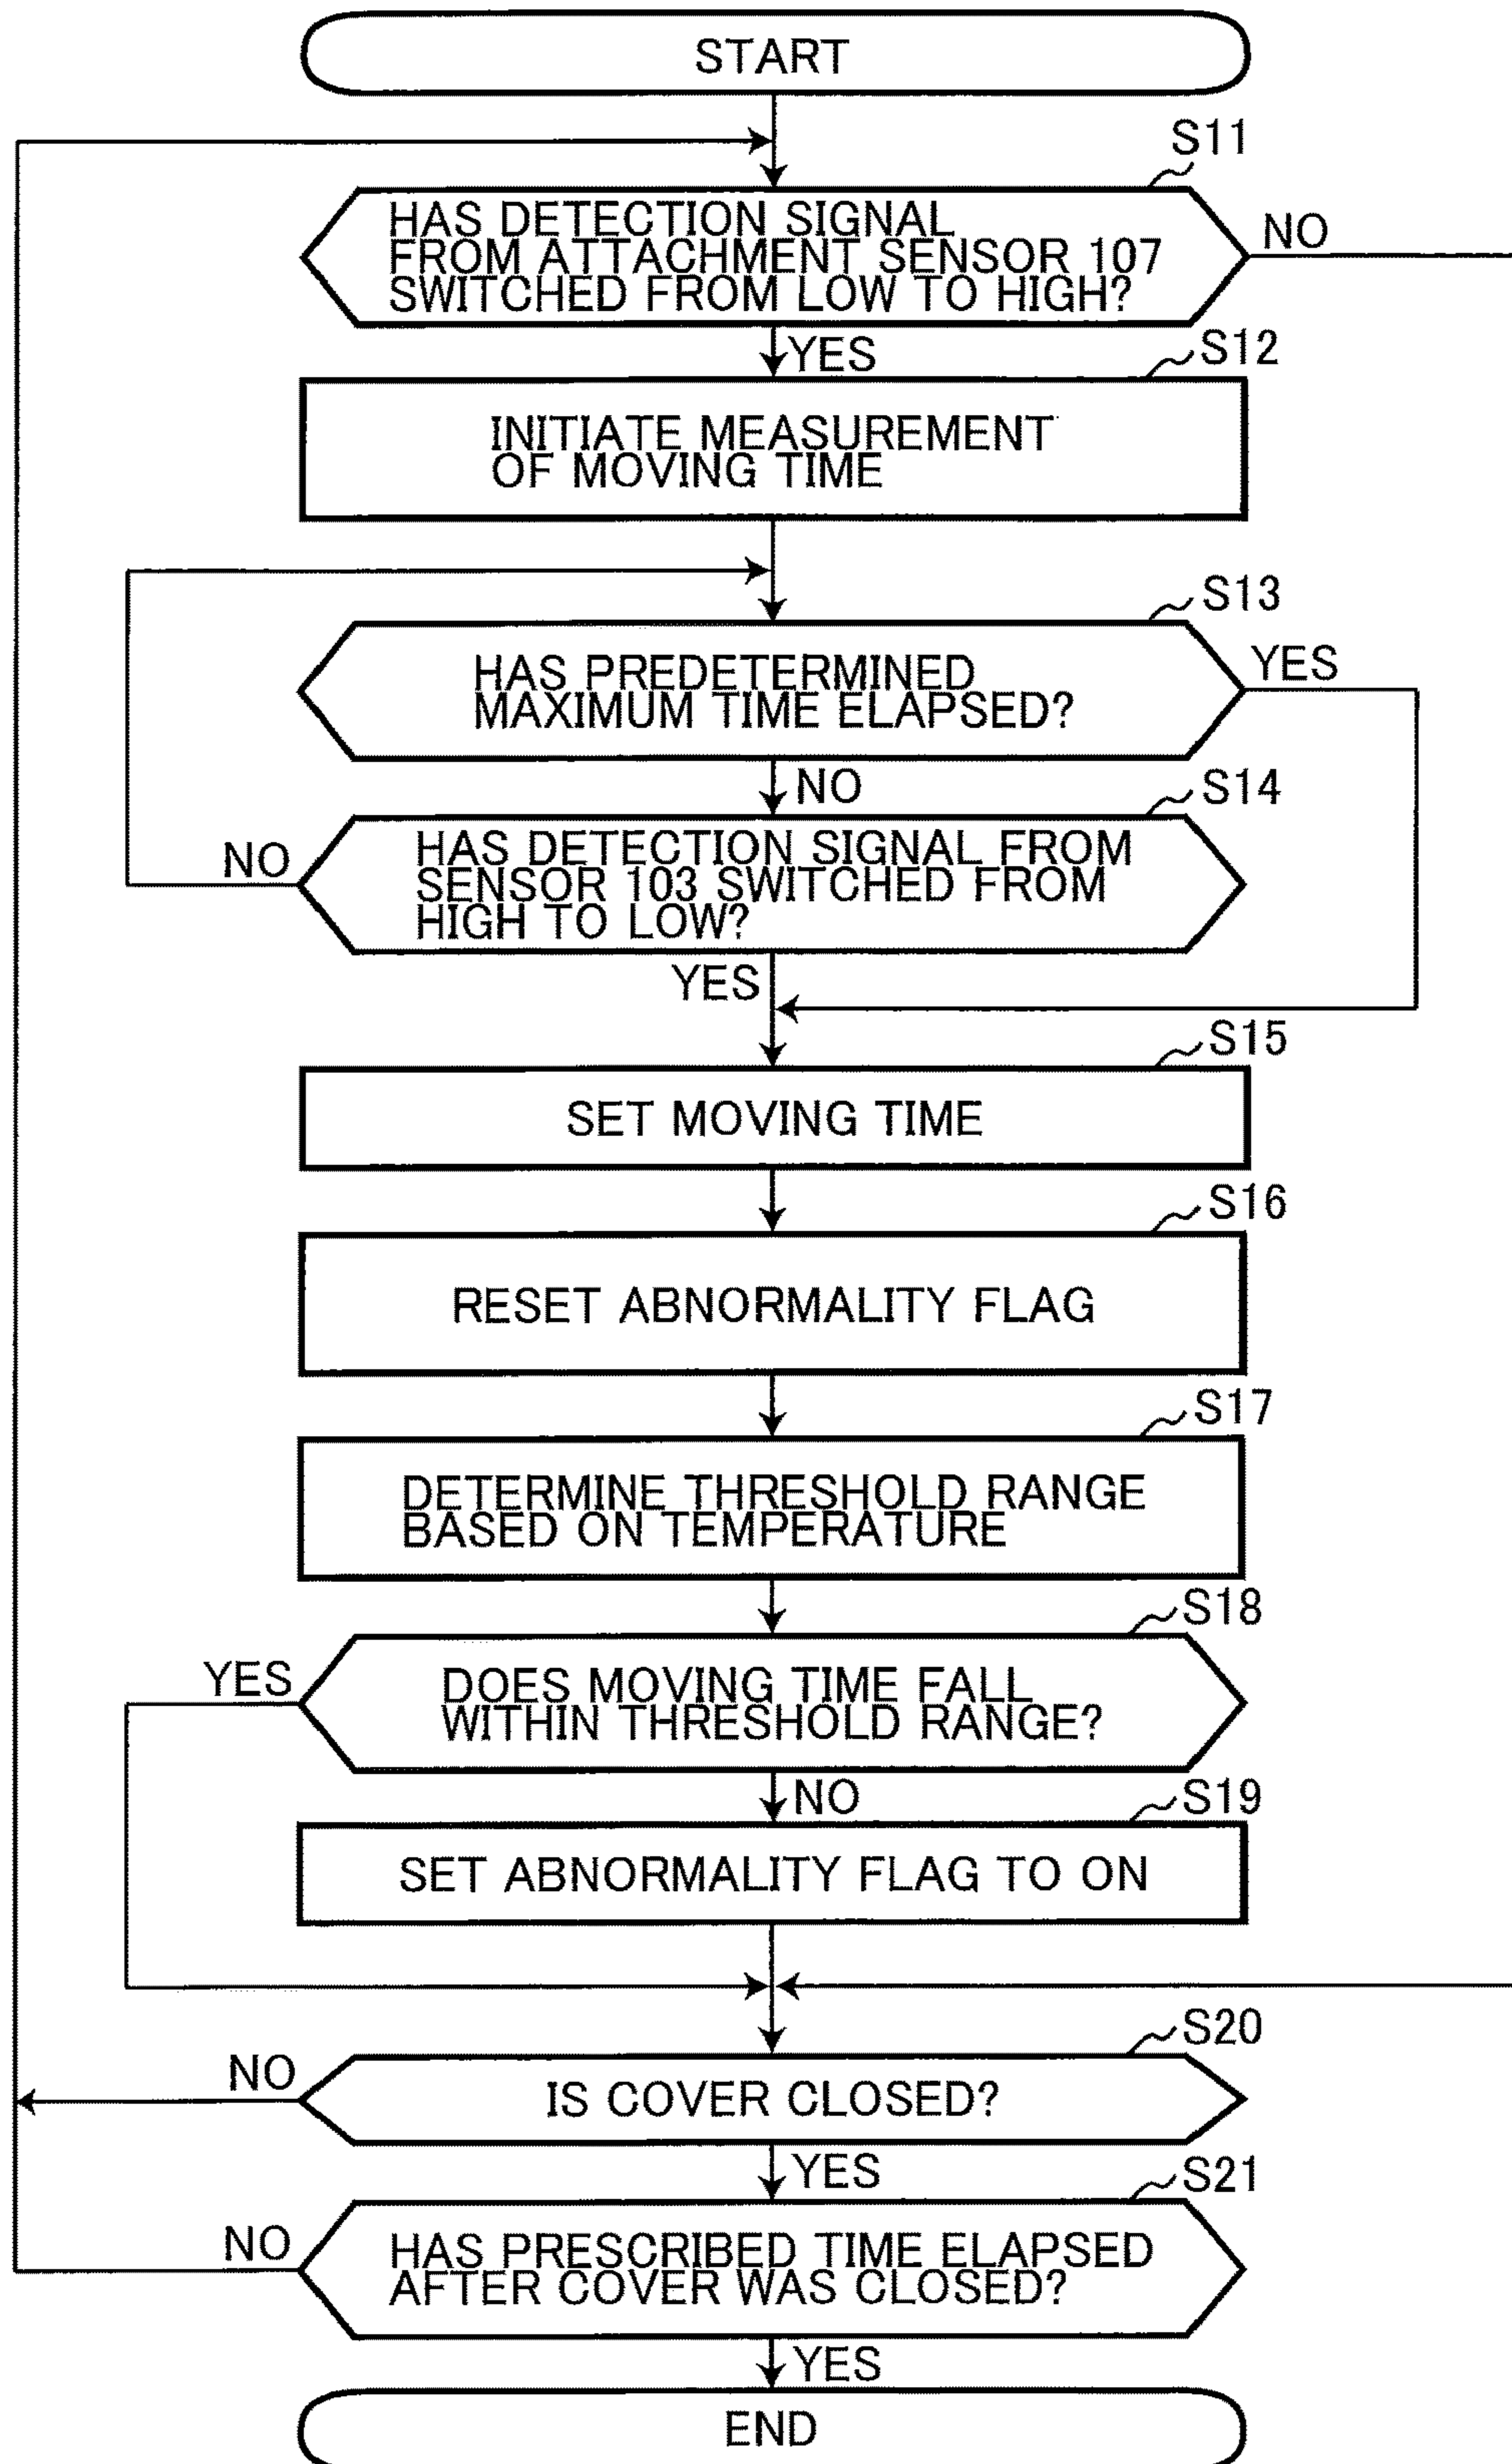 START
S11
HAS DETECTION SIGNAL
FROM ATTACHMENT SENSOR 107
SWITCHED FROM LOW TO HIGH?
NO
YES
S12
INITIATE MEASUREMENT
OF MOVING TIME
S13
HAS PREDETERMINED
MAXIMUM TIME ELAPSED?
YES
NO
S14
HAS DETECTION SIGNAL FROM
SENSOR 103 SWITCHED FROM
HIGH TO LOW?
NO
YES
S15
SET MOVING TIME
S16
RESET ABNORMALITY FLAG
S17
DETERMINE THRESHOLD RANGE
BASED ON TEMPERATURE
S18
YES
DOES MOVING TIME FALL
WITHIN THRESHOLD RANGE?
NO
S19
SET ABNORMALITY FLAG TO ON
S20
NO
IS COVER CLOSED?
YES
S21
NO
HAS PRESCRIBED TIME ELAPSED
AFTER COVER WAS CLOSED?
YES
END